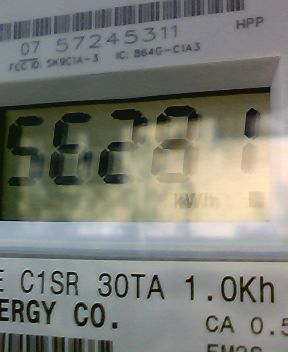 HPP
07 57245311
FCC ID: SK9C1A-3 IC: 864G-C1A3
56281
kWh
E C1SR 30TA 1.0Kh
ERGY CO.
CA 0.5